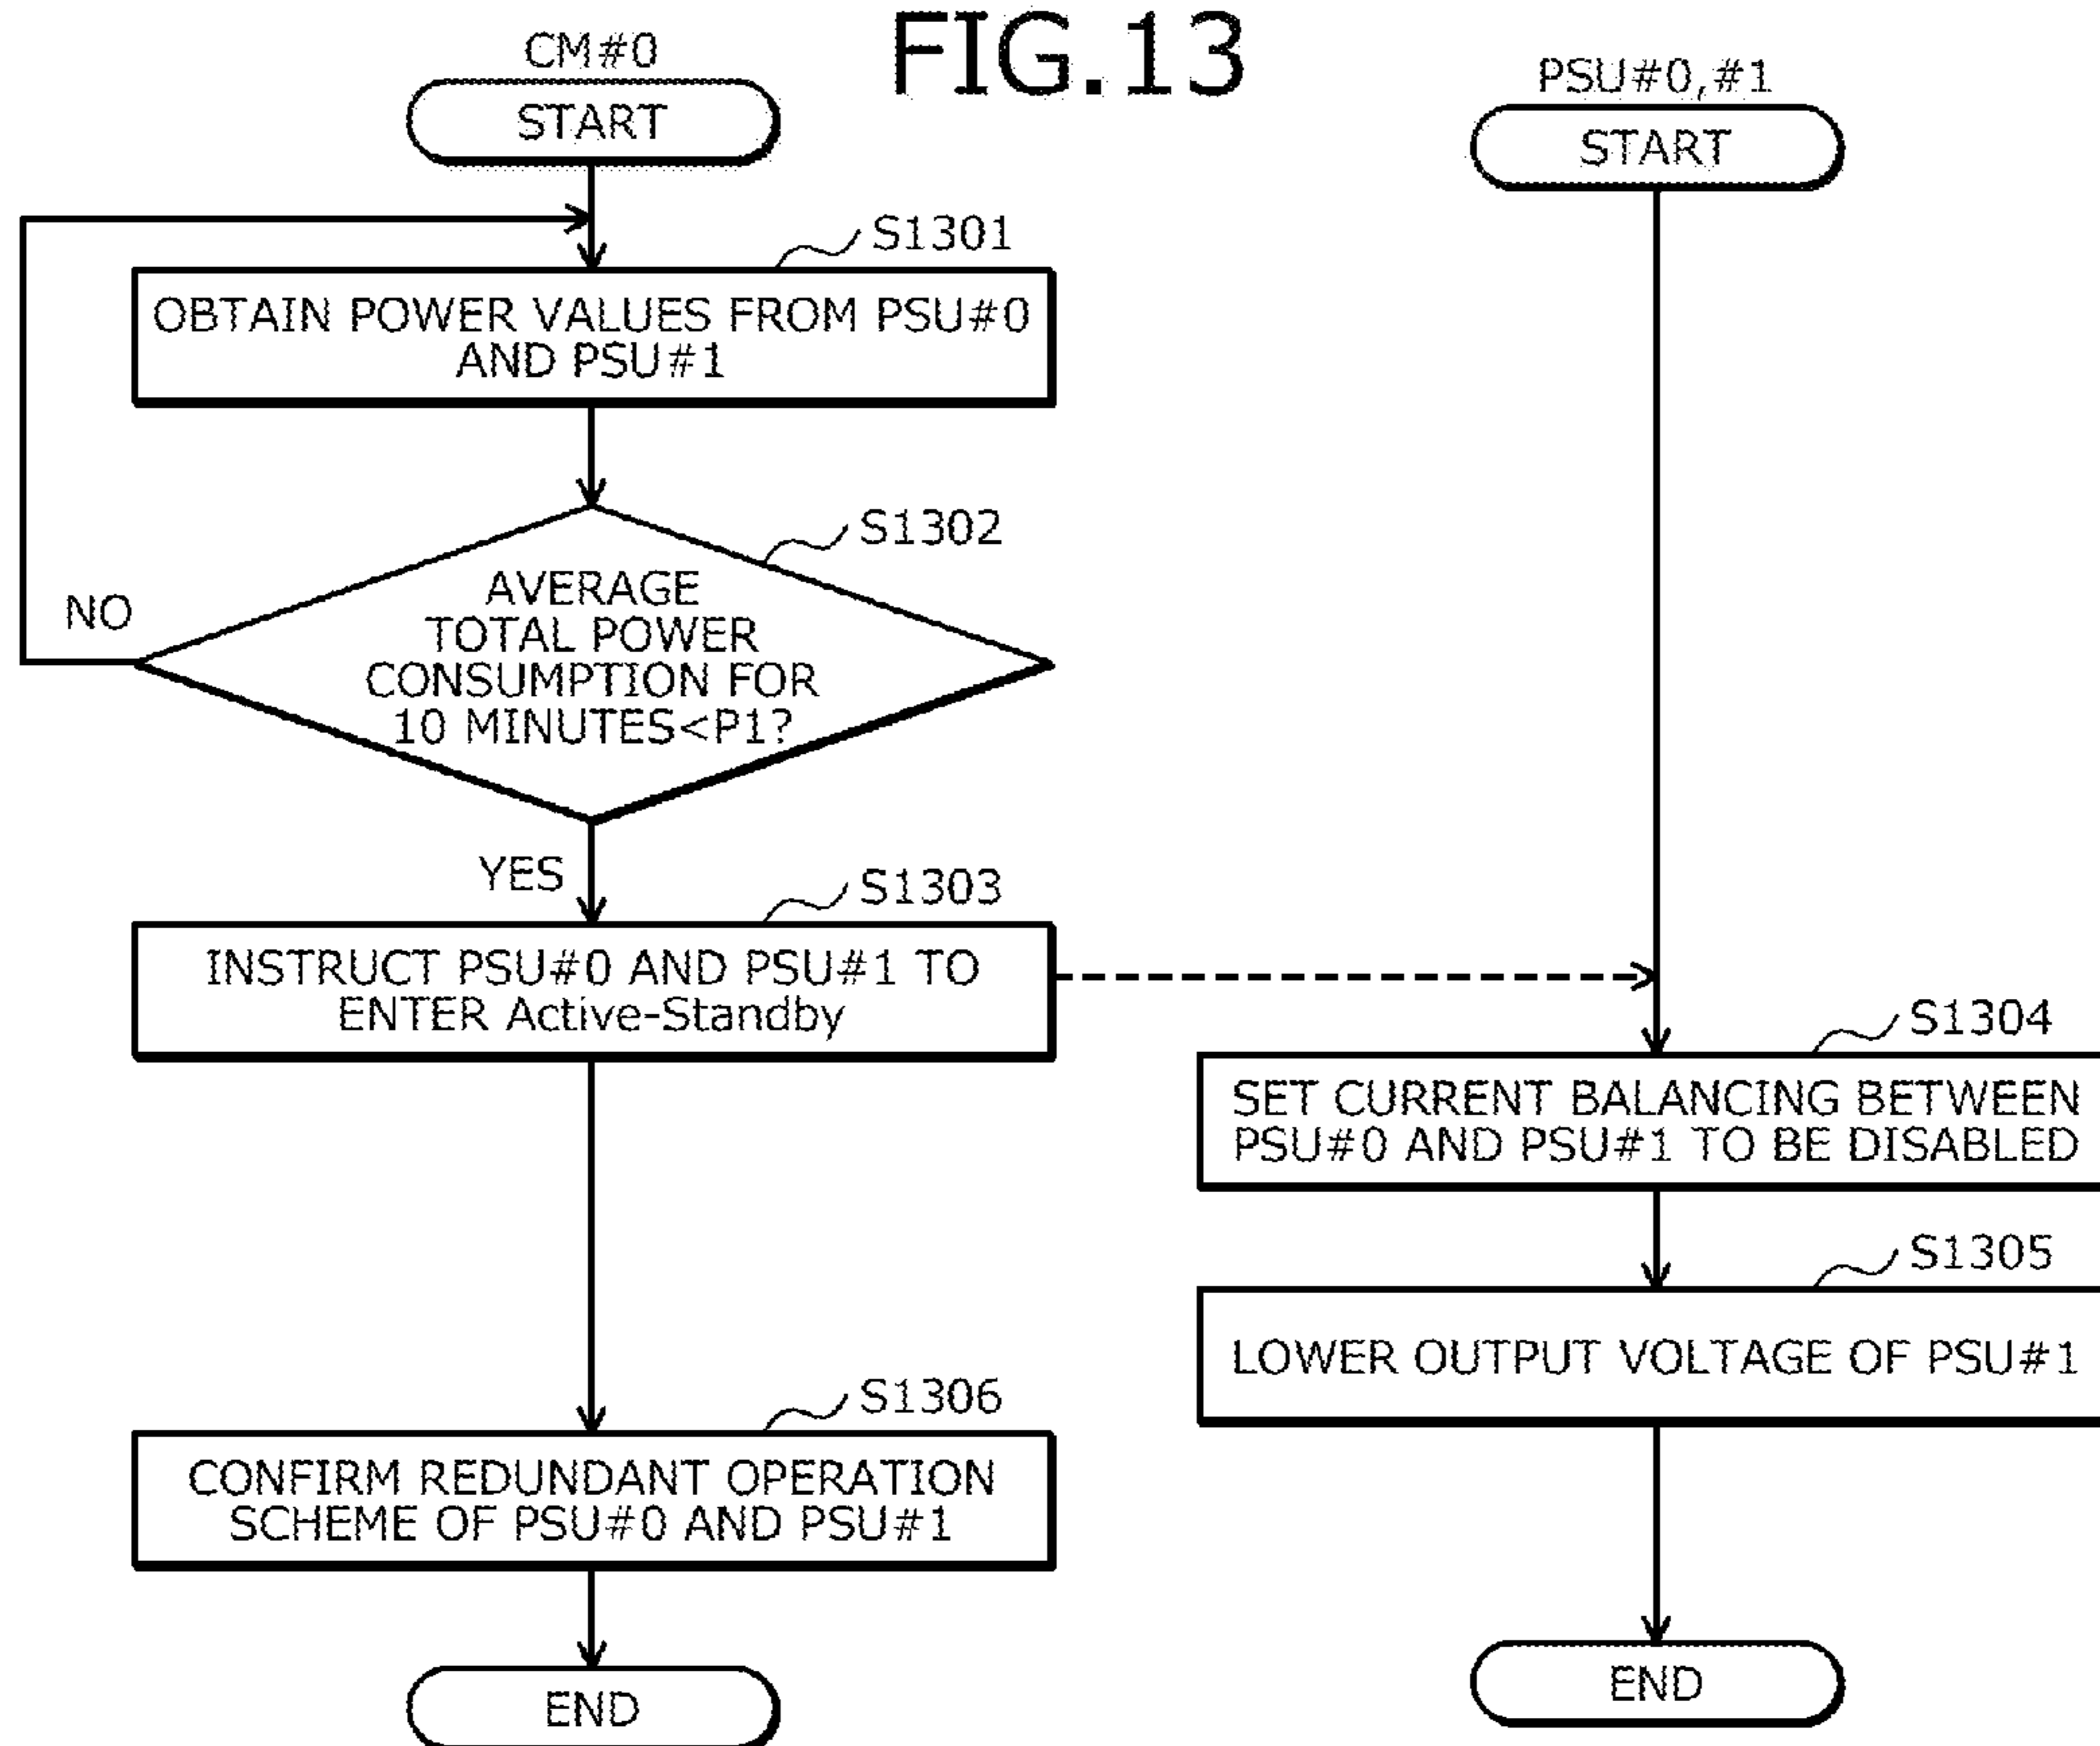 FIG.13
CM#0
START
S1301
OBTAIN POWER VALUES FROM PSU#0
AND PSU#1
S1302
AVERAGE
TOTAL POWER
CONSUMPTION FOR
10 MINUTES<P1?
NO
YES
S1303
INSTRUCT PSU#0 AND PSU#1 TO
ENTER Active-Standby
S1306
CONFIRM REDUNDANT OPERATION
SCHEME OF PSU#0 AND PSU#1
END
PSU#0,#1
START
S1304
SET CURRENT BALANCING BETWEEN
PSU#0 AND PSU#1 TO BE DISABLED
S1305
LOWER OUTPUT VOLTAGE OF PSU#1
END